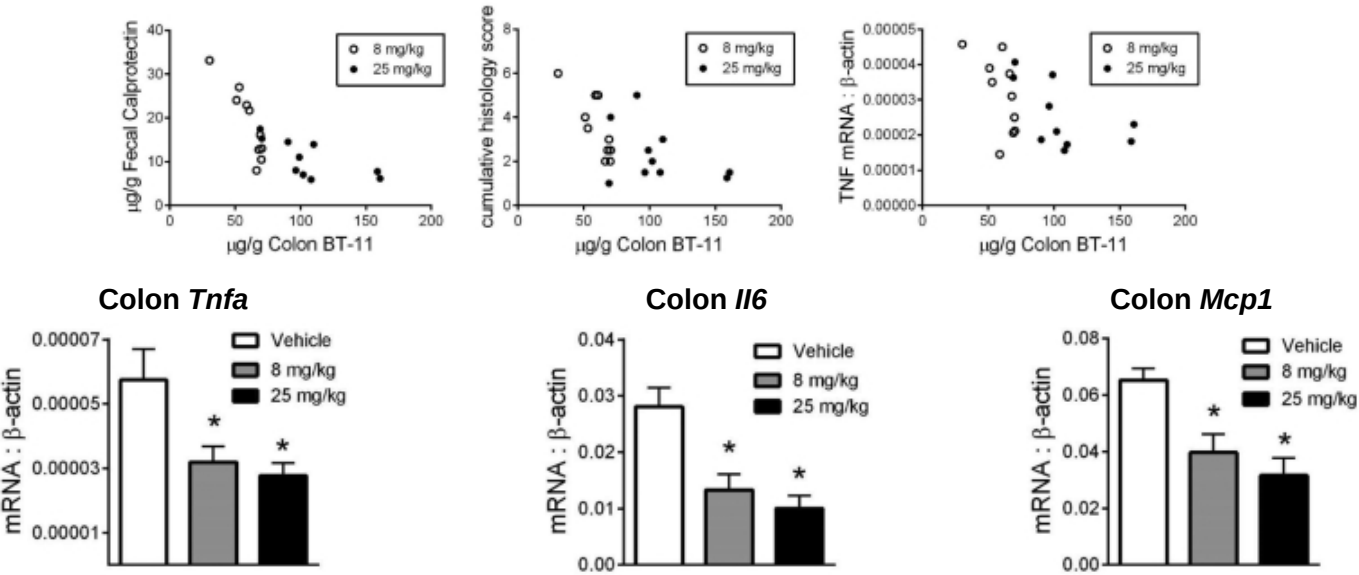 μg/g Fecal Calprotectin
40
30
20
10
0
0 50 100 150 200
μg/g Colon BT-11
8 mg/kg
25 mg/kg
cumulative histology score
8
6
4
2
0
0 50 100 150 200
μg/g Colon BT-11
8 mg/kg
25 mg/kg
TNF mRNA : β-actin
0.00005
0.00004
0.00003
0.00002
0.00001
0.00000
0 50 100 150 200
μg/g Colon BT-11
8 mg/kg
25 mg/kg
Colon Tnfa
mRNA : β-actin
0.00007
0.00005
0.00003
0.00001
Vehicle
8 mg/kg
25 mg/kg
*
*
Colon Il6
mRNA : β-actin
0.04
0.03
0.02
0.01
0.00
Vehicle
8 mg/kg
25 mg/kg
*
*
Colon Mcp1
mRNA : β-actin
0.08
0.06
0.04
0.02
0.00
Vehicle
8 mg/kg
25 mg/kg
*
*